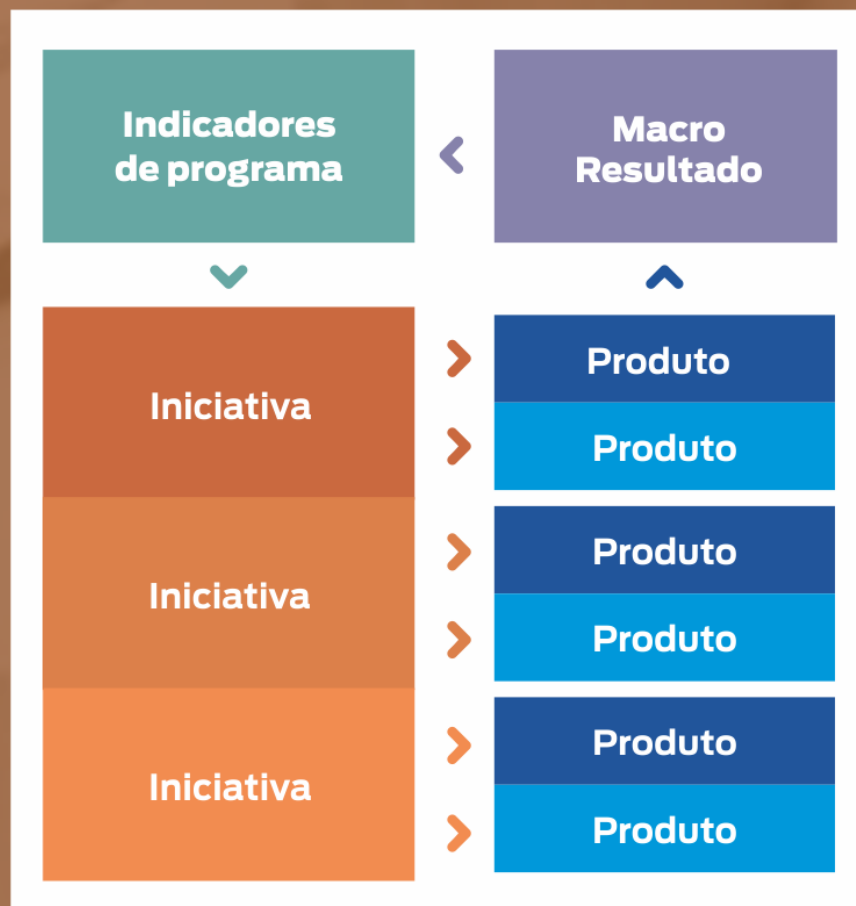 Indicadores
de programa
Macro
Resultado
Iniciativa
Produto
Produto
Iniciativa
Produto
Produto
Iniciativa
Produto
Produto